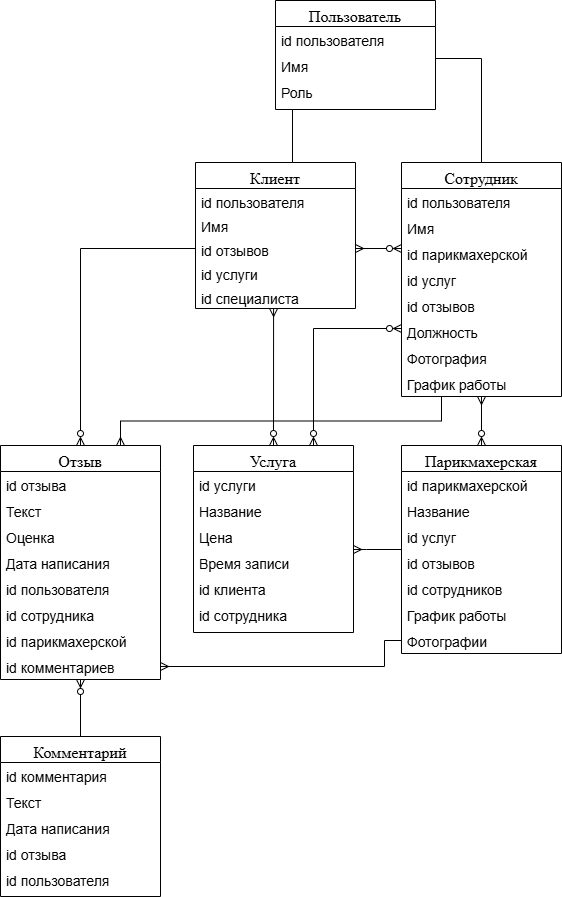 Пользователь
id пользователя
Имя
Роль
Клиент
id пользователя
Имя
id отзывов
id услуги
id специалиста
Сотрудник
id пользователя
Имя
id парикмахерской
id услуг
id отзывов
Должность
Фотография
График работы
Отзыв
id отзыва
Текст
Оценка
Дата написания
id пользователя
id сотрудника
id парикмахерской
id комментариев
Услуга
id услуги
Название
Цена
Время записи
id клиента
id сотрудника
Парикмахерская
id парикмахерской
Название
id услуг
id отзывов
id сотрудников
График работы
Фотографии
Комментарий
id комментария
Текст
Дата написания
id отзыва
id пользователя